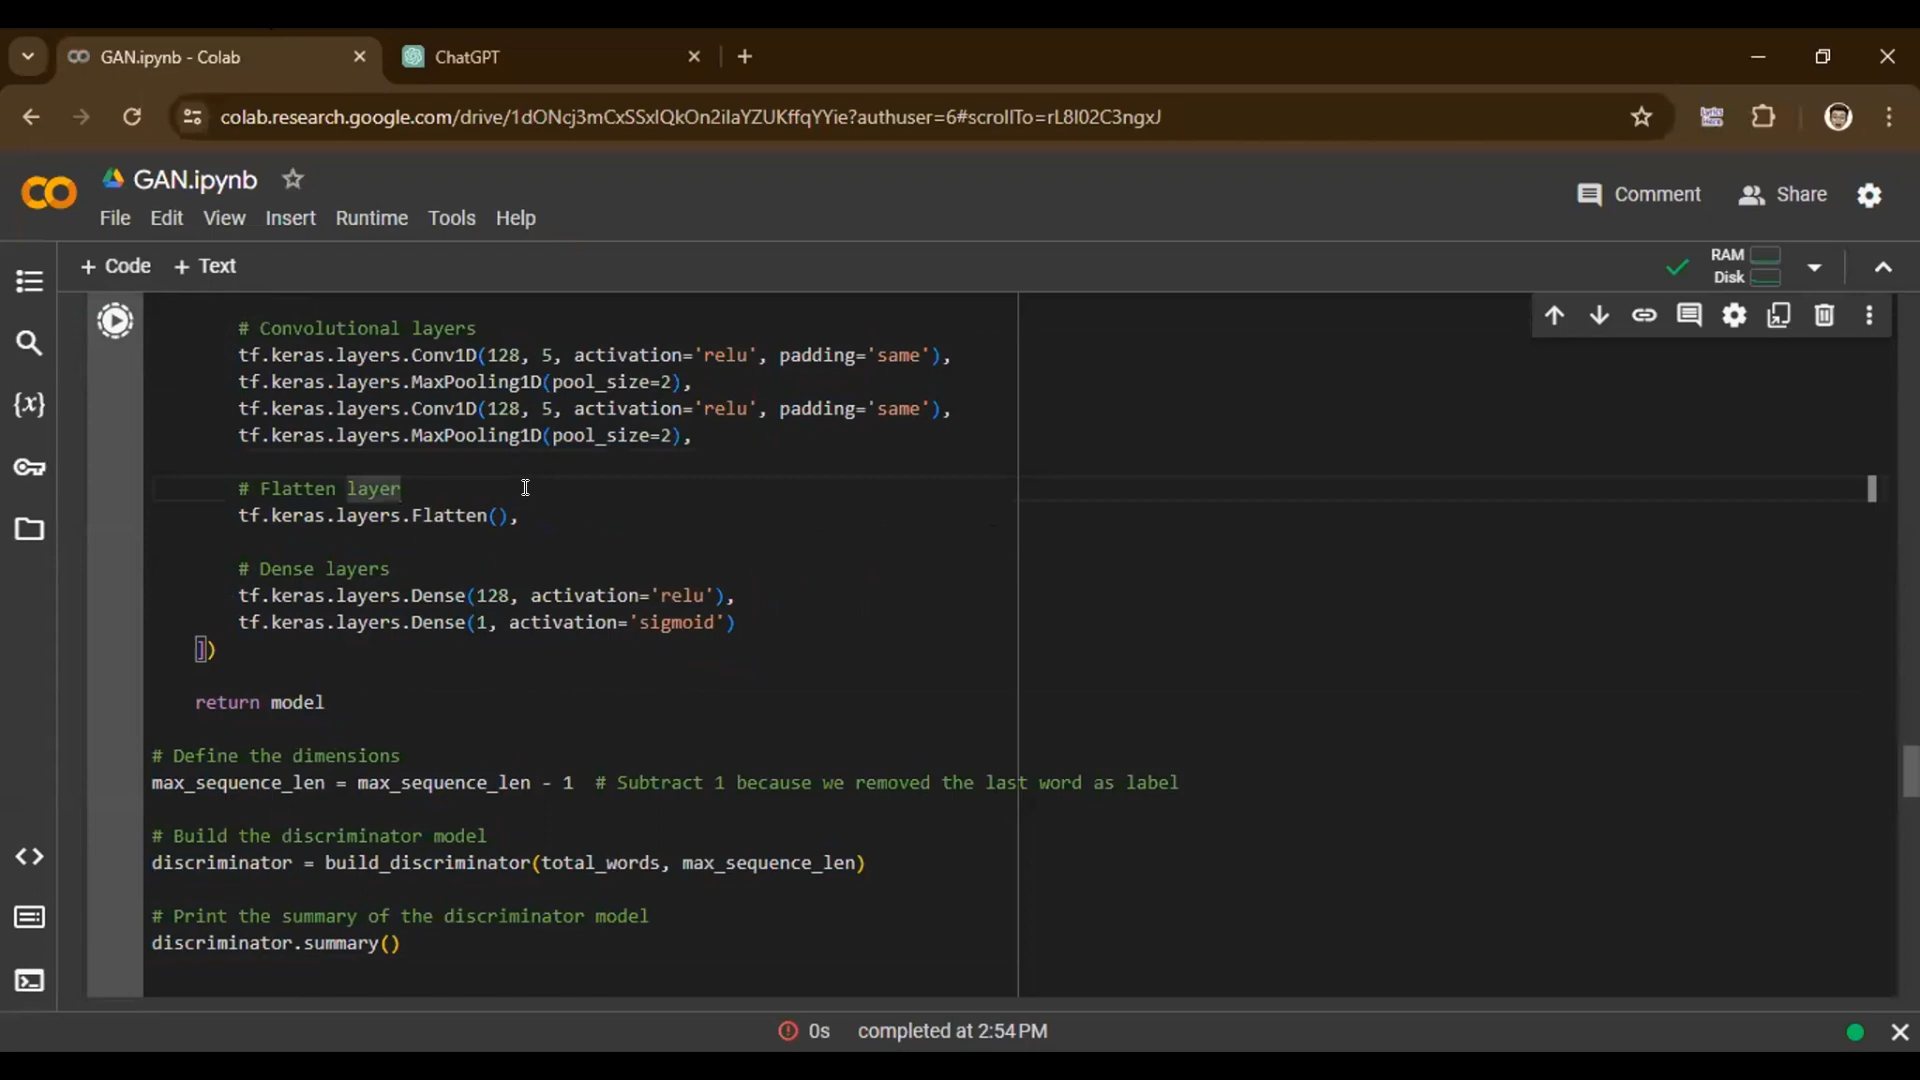 GAN.ipynb - Colab
ChatGPT
colab.research.google.com/drive/1dONcj3mCxSSxlQkOn2ilaYZUKffqYYie?authuser=6#scrollTo=rL8I02C3ngxJ
GAN.ipynb
Comment
Share
File Edit View Insert Runtime Tools Help
+ Code + Text
RAM
Disk
# Convolutional layers
tf.keras.layers.Conv1D(128, 5, activation='relu', padding='same'),
tf.keras.layers.MaxPooling1D(pool_size=2),
tf.keras.layers.Conv1D(128, 5, activation='relu', padding='same'),
tf.keras.layers.MaxPooling1D(pool_size=2),
# Flatten layer
tf.keras.layers.Flatten(),
# Dense layers
tf.keras.layers.Dense(128, activation='relu'),
tf.keras.layers.Dense(1, activation='sigmoid')
])
return model
# Define the dimensions
max_sequence_len = max_sequence_len - 1  # Subtract 1 because we removed the last word as label
# Build the discriminator model
discriminator = build_discriminator(total_words, max_sequence_len)
# Print the summary of the discriminator model
discriminator.summary()
0s completed at 2:54 PM